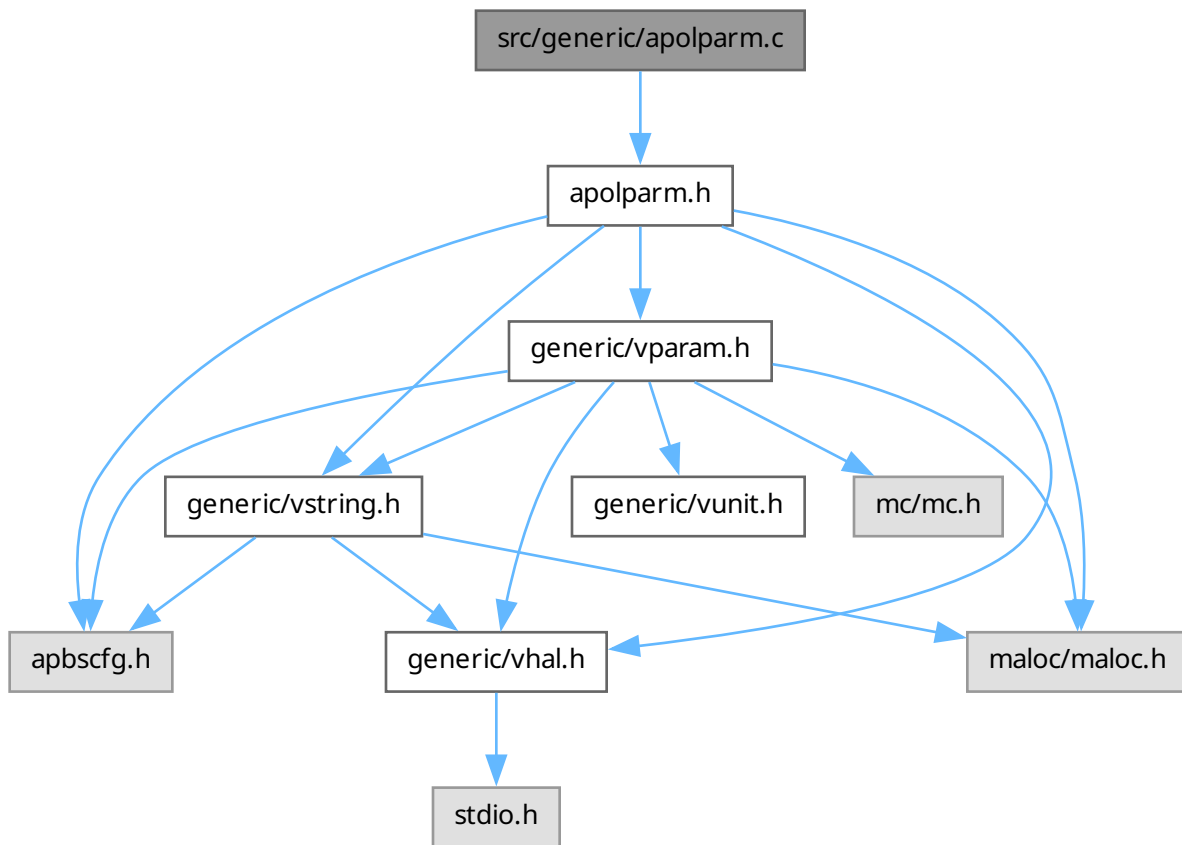 src/generic/apolparm.c
apolparm.h
generic/vparam.h
generic/vstring.h
generic/vunit.h
mc/mc.h
apbscfg.h
generic/vhal.h
maloc/maloc.h
stdio.h